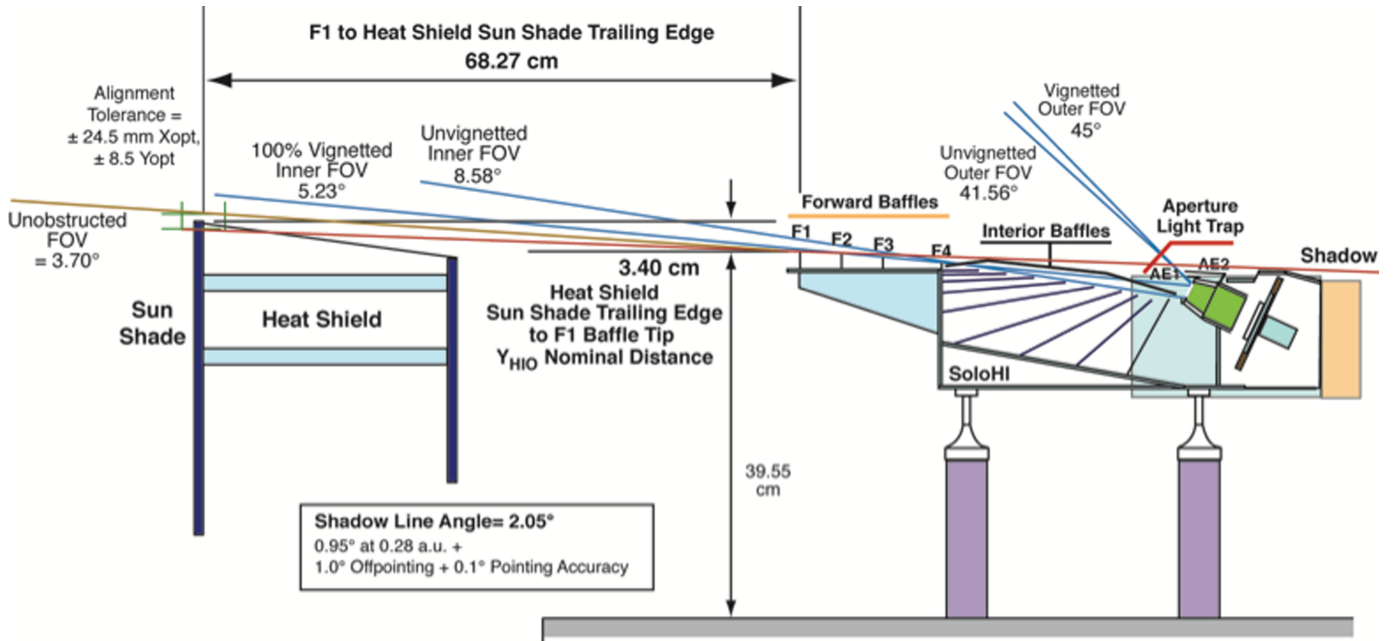 F1 to Heat Shield Sun Shade Trailing Edge
68.27 cm
Alignment
Tolerance =
± 24.5 mm Xopt,
± 8.5 Yopt
100% Vignetted
Inner FOV
5.23°
Unvignetted
Inner FOV
8.58°
Vignetted
Outer FOV
45°
Unvignetted
Outer FOV
41.56°
Unobstructed
FOV
= 3.70°
Forward Baffles
F1
F2
F3
F4
Interior Baffles
Aperture
Light Trap
AE1
AE2
Shadow
Sun
Shade
Heat Shield
3.40 cm
Heat Shield
Sun Shade Trailing Edge
to F1 Baffle Tip
YHIO Nominal Distance
SoloHI
39.55
cm
Shadow Line Angle= 2.05°
0.95° at 0.28 a.u. +
1.0° Offpointing + 0.1° Pointing Accuracy